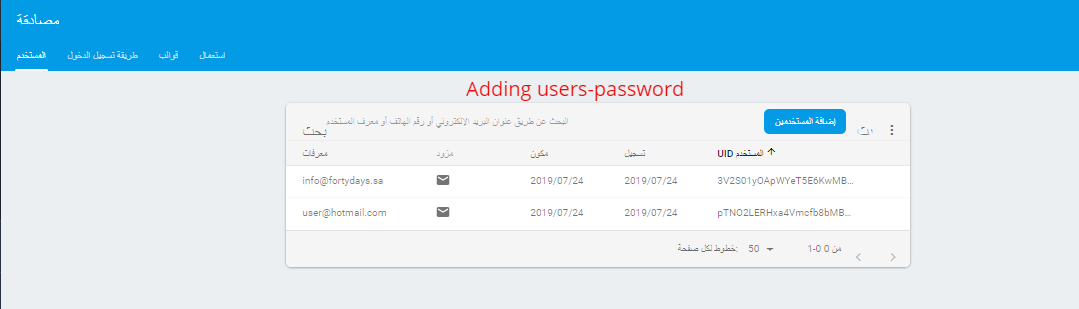 مصادقة
المستخدم طريقة تسجيل الدخول قوالب استعمال
Adding users-password
بحث البحث عن طريق عنوان البريد الإلكتروني أو رقم الهاتف أو معرف المستخدم إضافة المستخدمين
معرفات مزود مكون تسجيل المستخدم UID
info@fortydays.sa 2019/07/24 2019/07/24 3V2S01yOApWYeT5E6KwMB...
user@hotmail.com 2019/07/24 2019/07/24 pTNO2LERHxa4Vmcfb8bMB...
خطوط لكل صفحة: 50 1-0 من 0